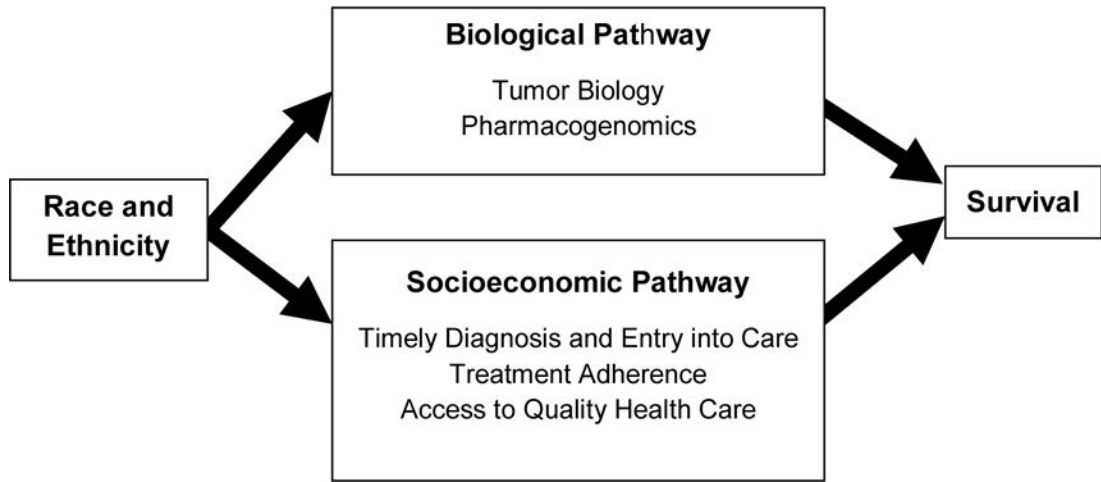 Race and
Ethnicity
Biological Pathway
Tumor Biology
Pharmacogenomics
Socioeconomic Pathway
Timely Diagnosis and Entry into Care
Treatment Adherence
Access to Quality Health Care
Survival